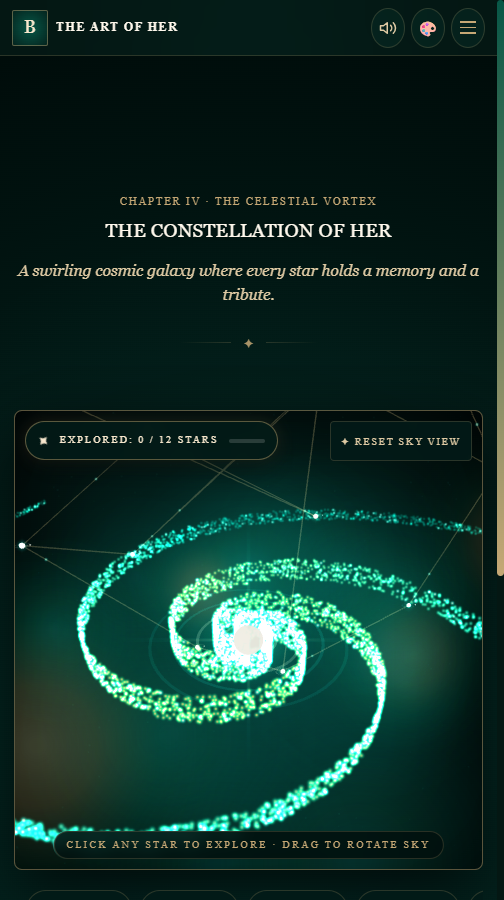 B THE ART OF HER
CHAPTER IV · THE CELESTIAL VORTEX
THE CONSTELLATION OF HER
A swirling cosmic galaxy where every star holds a memory and a
tribute.
EXPLORED: 0 / 12 STARS
✦ RESET SKY VIEW
CLICK ANY STAR TO EXPLORE · DRAG TO ROTATE SKY